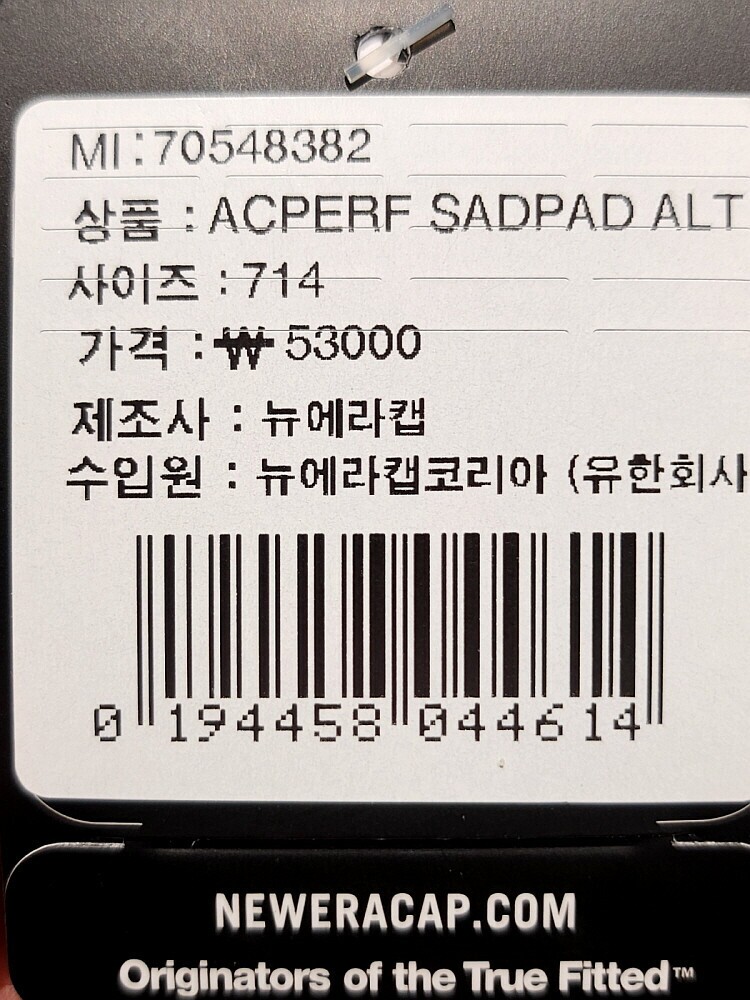 MI:70548382
상품 : ACPERF SADPAD ALT
사이즈 : 714
가격 : ₩ 53000
제조사 : 뉴에라캡
수입원 : 뉴에라캡코리아 (유한회사
0 194458 044614
NEWERACAP.COM
Originators of the True Fitted™